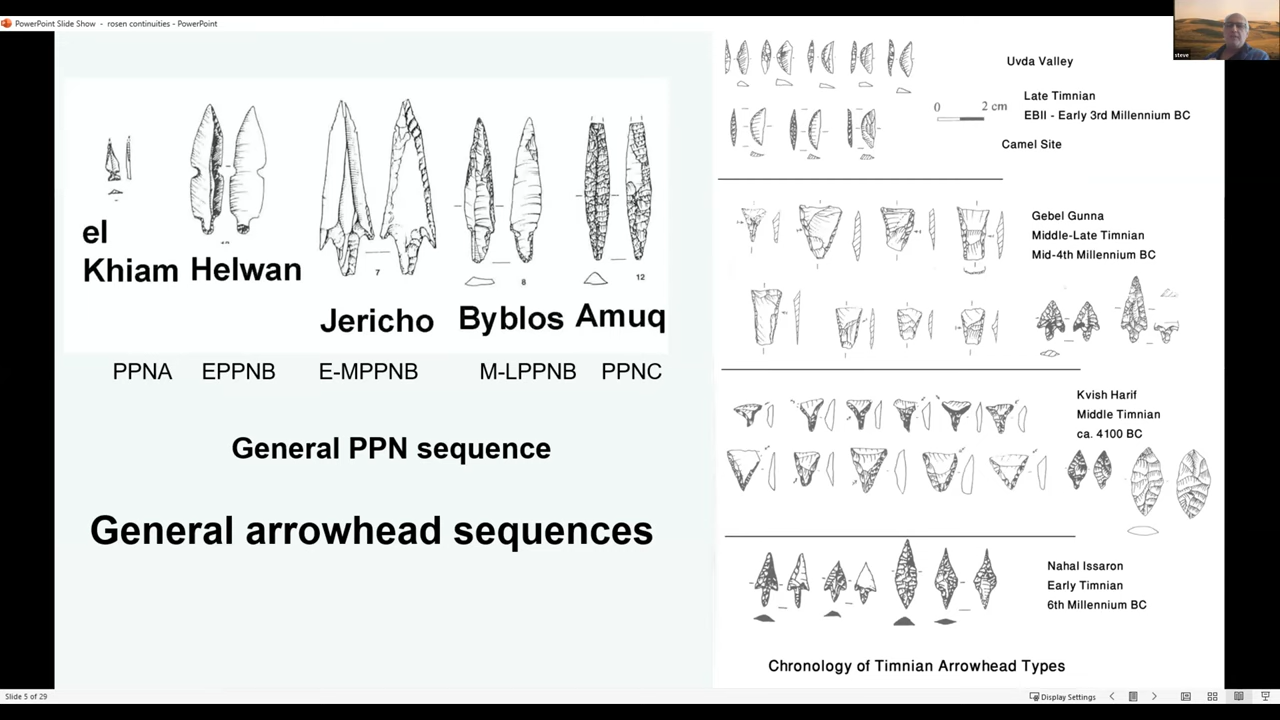 PowerPoint Slide Show - rosen continuities - PowerPoint
steve
el
Khiam
Helwan
7
8
12
Jericho
Byblos
Amuq
PPNA
EPPNB
E-MPPNB
M-LPPNB
PPNC
General PPN sequence
General arrowhead sequences
Uvda Valley
0 2 cm
Late Timnian
EBII - Early 3rd Millennium BC
Camel Site
Gebel Gunna
Middle-Late Timnian
Mid-4th Millennium BC
Kvish Harif
Middle Timnian
ca. 4100 BC
Nahal Issaron
Early Timnian
6th Millennium BC
Chronology of Timnian Arrowhead Types
Slide 5 of 29
Display Settings